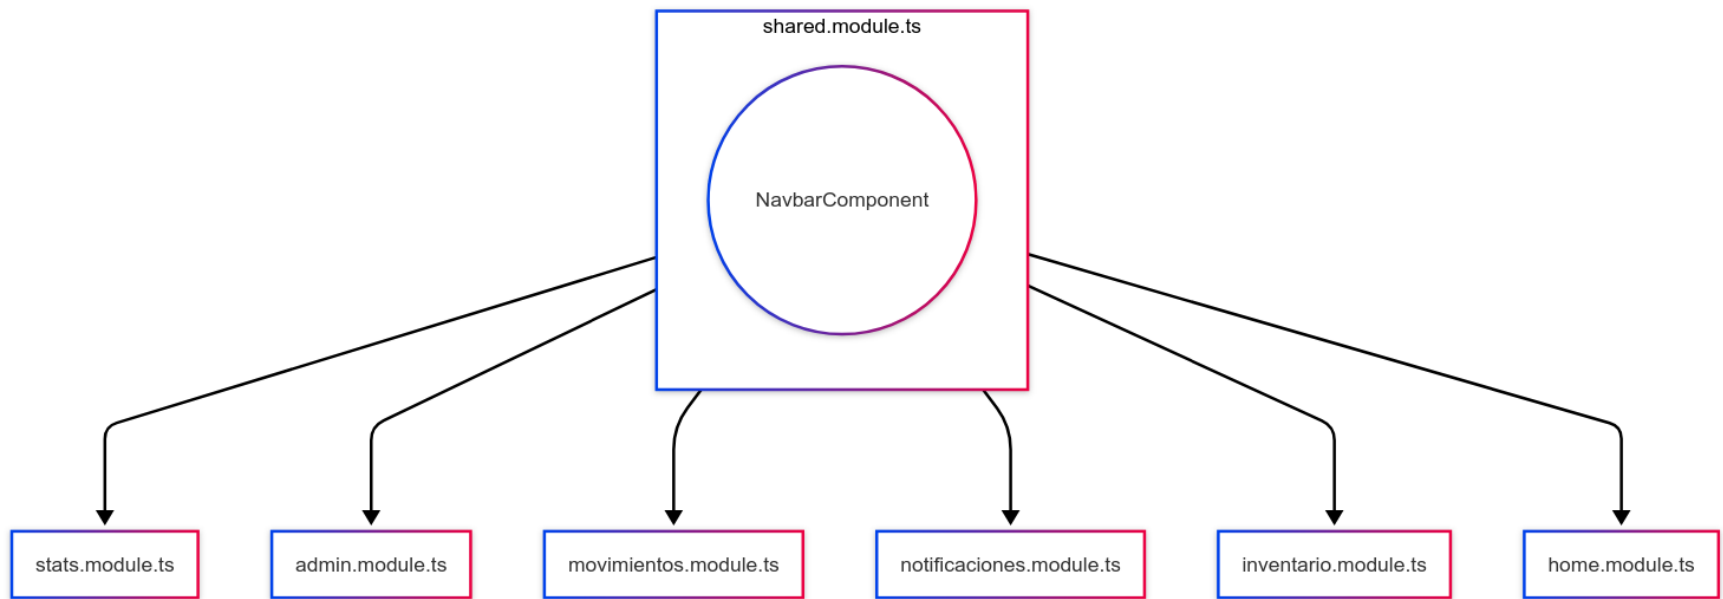 shared.module.ts
NavbarComponent
stats.module.ts
admin.module.ts
movimientos.module.ts
notificaciones.module.ts
inventario.module.ts
home.module.ts